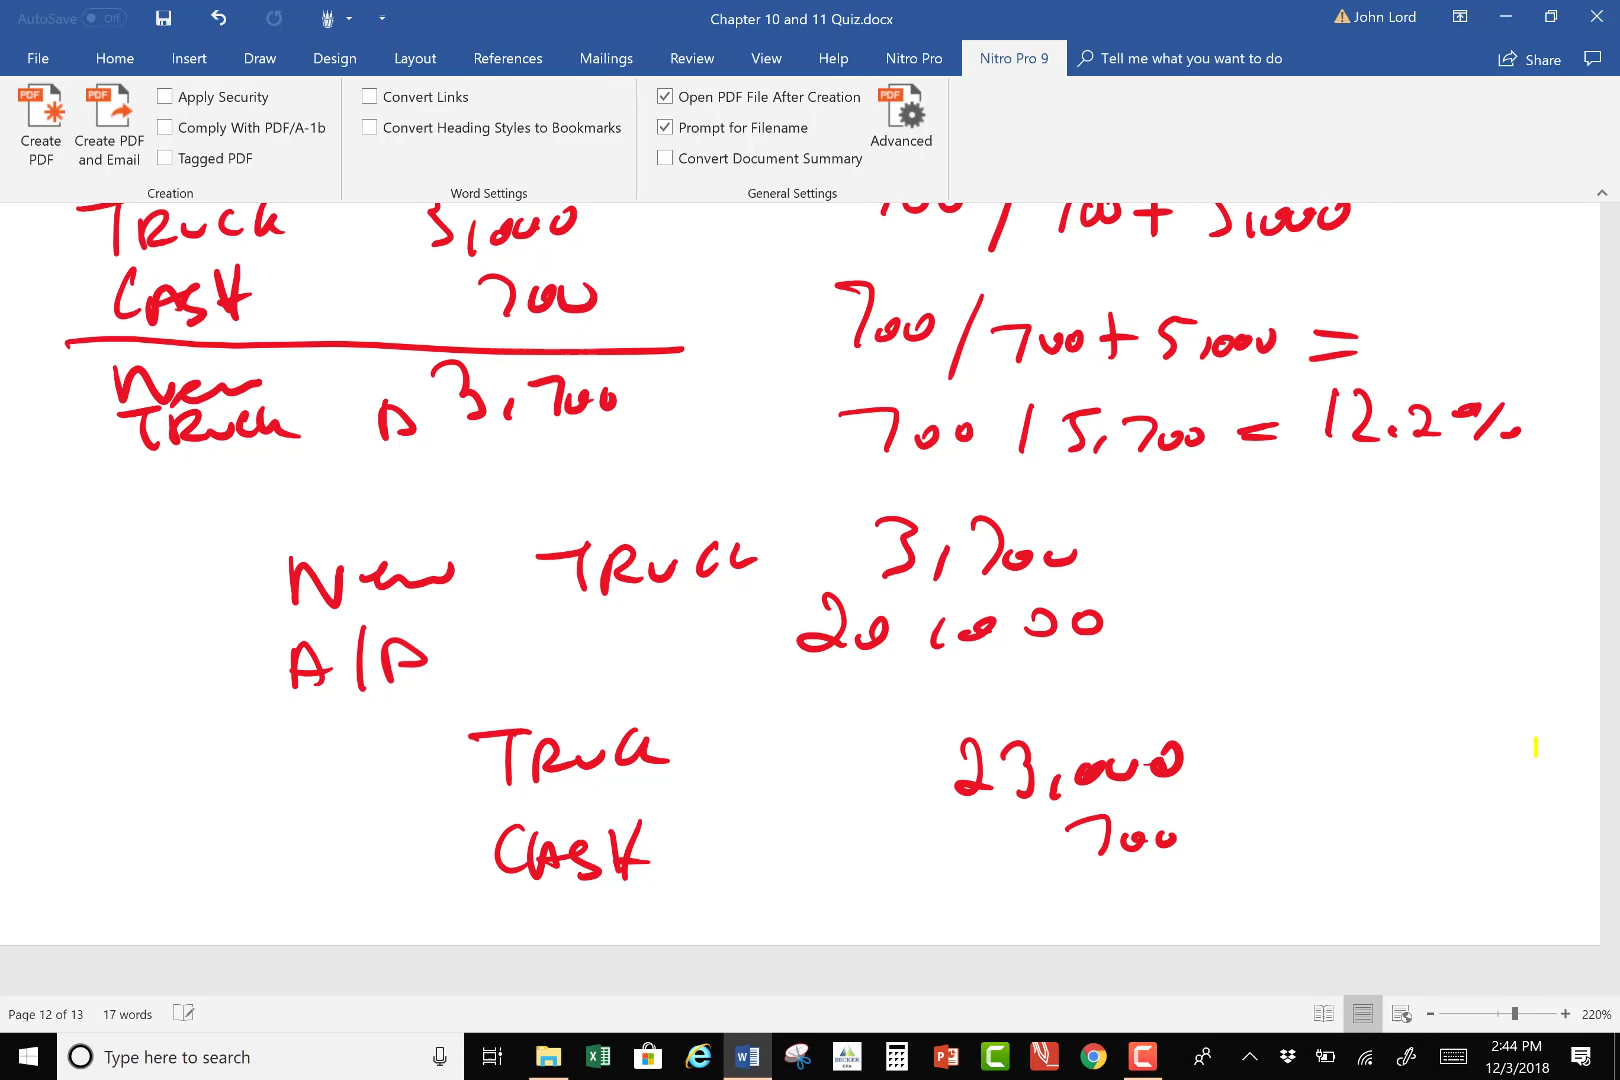 AutoSave Off
Chapter 10 and 11 Quiz.docx
John Lord
File Home Insert Draw Design Layout References Mailings Review View Help Nitro Pro Nitro Pro 9 Tell me what you want to do Share
Create PDF
Create PDF and Email
Apply Security
Comply With PDF/A-1b
Tagged PDF
Creation
Convert Links
Convert Heading Styles to Bookmarks
Word Settings
Open PDF File After Creation
Prompt for Filename
Convert Document Summary
General Settings
Advanced
TRUCK 3,000
CASH 700
New TRUCK A 3,700
700 / 700 + 5,000
700 / 700 + 5,000 =
700 / 5,700 = 12.2%
New TRUCK 3,700
A/D 20,000
TRUCK 23,000
CASH 700
Page 12 of 13 17 words
220%
Type here to search
BECKER
2:44 PM
12/3/2018